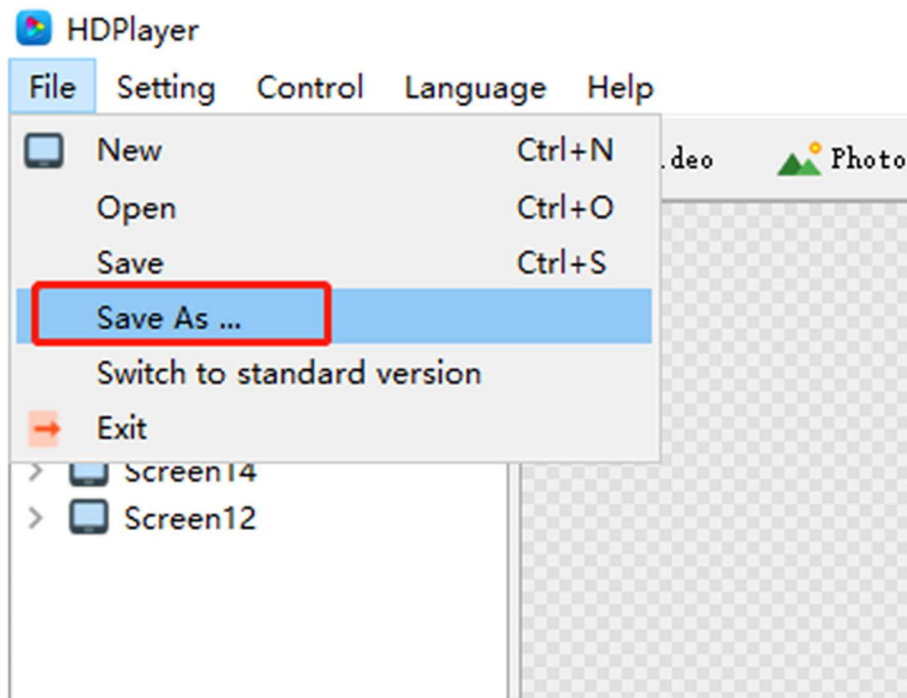 HDPlayer
File Setting Control Language Help
New Ctrl+N
Open Ctrl+O
Save Ctrl+S
Save As ...
Switch to standard version
Exit
Photo
Screen14
Screen12